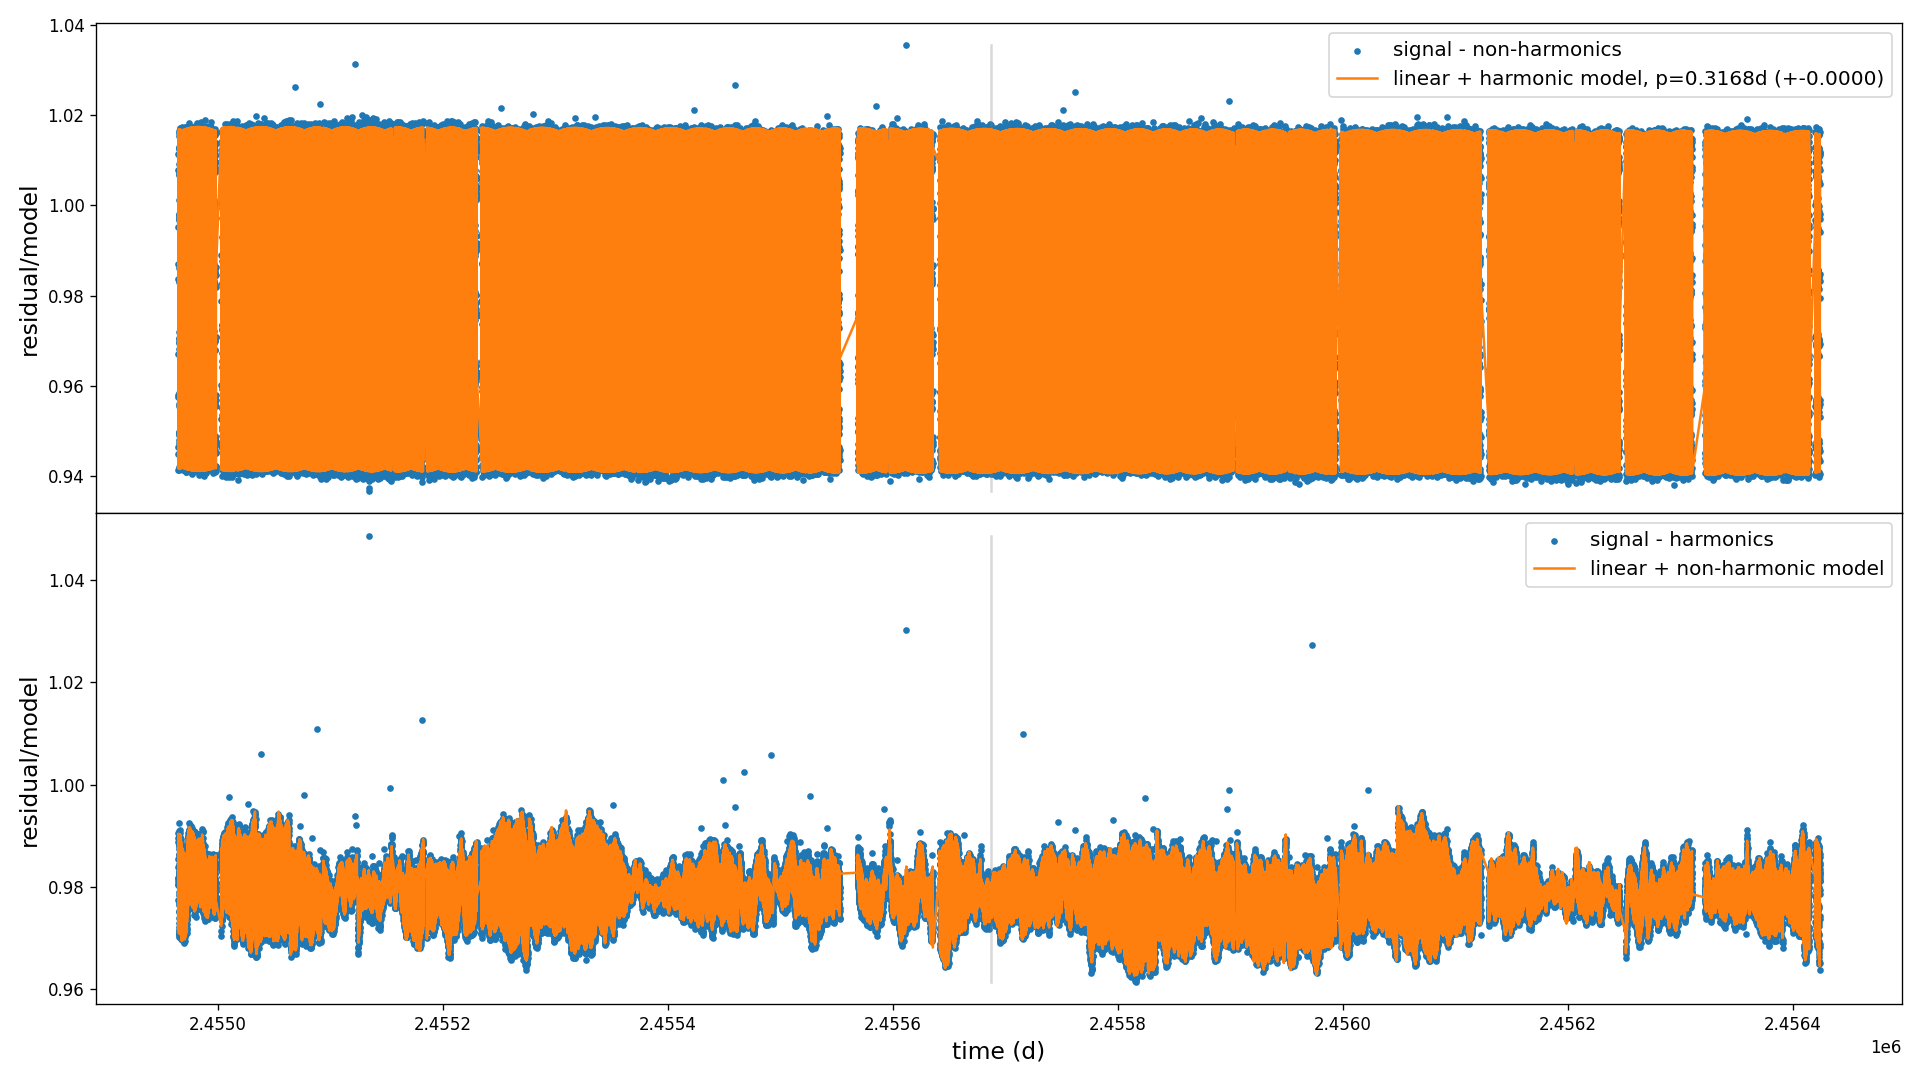 1.04
1.02
1.00
0.98
0.96
0.94
residual/model
signal - non-harmonics
linear + harmonic model, p=0.3168d (+-0.0000)
1.04
1.02
1.00
0.98
0.96
residual/model
signal - harmonics
linear + non-harmonic model
2.4550 2.4552 2.4554 2.4556 2.4558 2.4560 2.4562 2.4564
1e6
time (d)